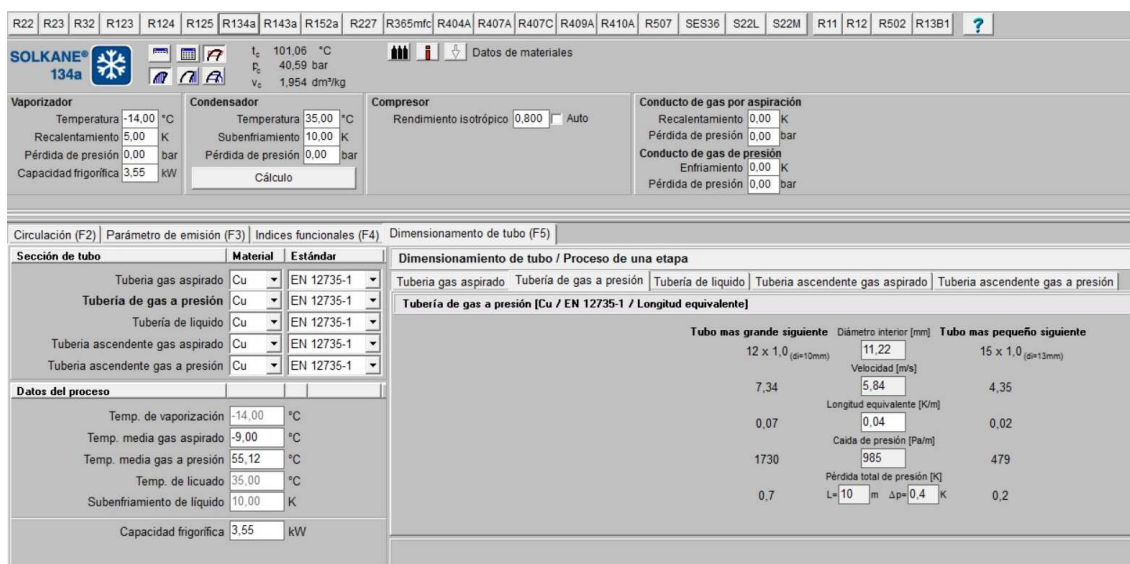 R22 R23 R32 R123 R124 R125 R134a R143a R152a R227 R365mfc R404A R407A R407C R409A R410A R507 SES36 S22L S22M R11 R12 R502 R13B1 ?
SOLKANE®
134a
tc 101,06 °C
pc 40,59 bar
vc 1,954 dm³/kg
Datos de materiales
Vaporizador
Temperatura -14,00 °C
Recalentamiento 5,00 K
Pérdida de presión 0,00 bar
Capacidad frigorífica 3,55 kW
Condensador
Temperatura 35,00 °C
Subenfriamiento 10,00 K
Pérdida de presión 0,00 bar
Cálculo
Compresor
Rendimiento isotrópico 0,800 Auto
Conducto de gas por aspiración
Recalentamiento 0,00 K
Pérdida de presión 0,00 bar
Conducto de gas de presión
Enfriamiento 0,00 K
Pérdida de presión 0,00 bar
Circulación (F2) Parámetro de emisión (F3) Indices funcionales (F4) Dimensionamento de tubo (F5)
Sección de tubo Material Estándar
Tuberia gas aspirado Cu EN 12735-1
Tubería de gas a presión Cu EN 12735-1
Tubería de liquido Cu EN 12735-1
Tuberia ascendente gas aspirado Cu EN 12735-1
Tuberia ascendente gas a presión Cu EN 12735-1
Datos del proceso
Temp. de vaporización -14,00 °C
Temp. media gas aspirado -9,00 °C
Temp. media gas a presión 55,12 °C
Temp. de licuado 35,00 °C
Subenfriamiento de líquido 10,00 K
Capacidad frigorífica 3,55 kW
Dimensionamiento de tubo / Proceso de una etapa
Tuberia gas aspirado Tubería de gas a presión Tubería de liquido Tuberia ascendente gas aspirado Tuberia ascendente gas a presión
Tubería de gas a presión [Cu / EN 12735-1 / Longitud equivalente]
Tubo mas grande siguiente Diámetro interior [mm] Tubo mas pequeño siguiente
12 x 1,0 (di=10mm) 11,22 15 x 1,0 (di=13mm)
Velocidad [m/s]
7,34 5,84 4,35
Longitud equivalente [K/m]
0,07 0,04 0,02
Caida de presión [Pa/m]
1730 985 479
Pérdida total de presión [K]
0,7 L= 10 m Δp= 0,4 K 0,2